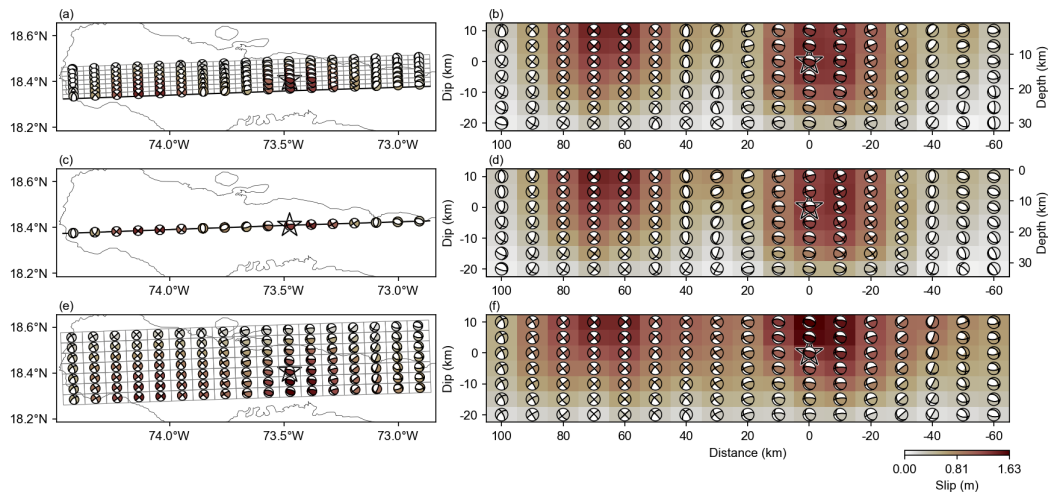 (a)
18.6°N
18.4°N
18.2°N
74.0°W 73.5°W 73.0°W
(b)
10
0
-10
-20
Dip (km)
100 80 60 40 20 0 -20 -40 -60
10
20
30
Depth (km)
(c)
18.6°N
18.4°N
18.2°N
74.0°W 73.5°W 73.0°W
(d)
10
0
-10
-20
Dip (km)
100 80 60 40 20 0 -20 -40 -60
0
10
20
30
Depth (km)
(e)
18.6°N
18.4°N
18.2°N
74.0°W 73.5°W 73.0°W
(f)
10
0
-10
-20
Dip (km)
100 80 60 40 20 0 -20 -40 -60
Distance (km)
0.00 0.81 1.63
Slip (m)